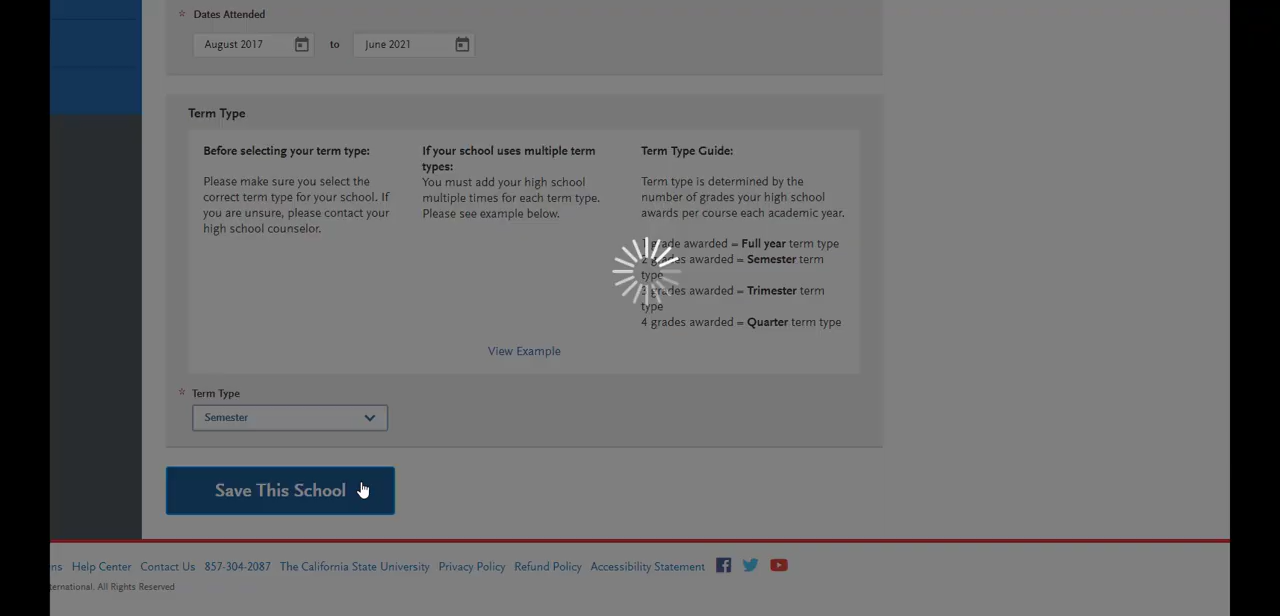 * Dates Attended
August 2017 to June 2021
Term Type
Before selecting your term type:
Please make sure you select the
correct term type for your school. If
you are unsure, please contact your
high school counselor.
If your school uses multiple term
types:
You must add your high school
multiple times for each term type.
Please see example below.
View Example
Term Type Guide:
Term type is determined by the
number of grades your high school
awards per course each academic year.
1 grade awarded = Full year term type
2 grades awarded = Semester term
type
3 grades awarded = Trimester term
type
4 grades awarded = Quarter term type
* Term Type
Semester
Save This School
Help Center Contact Us 857-304-2087 The California State University Privacy Policy Refund Policy Accessibility Statement
All Rights Reserved